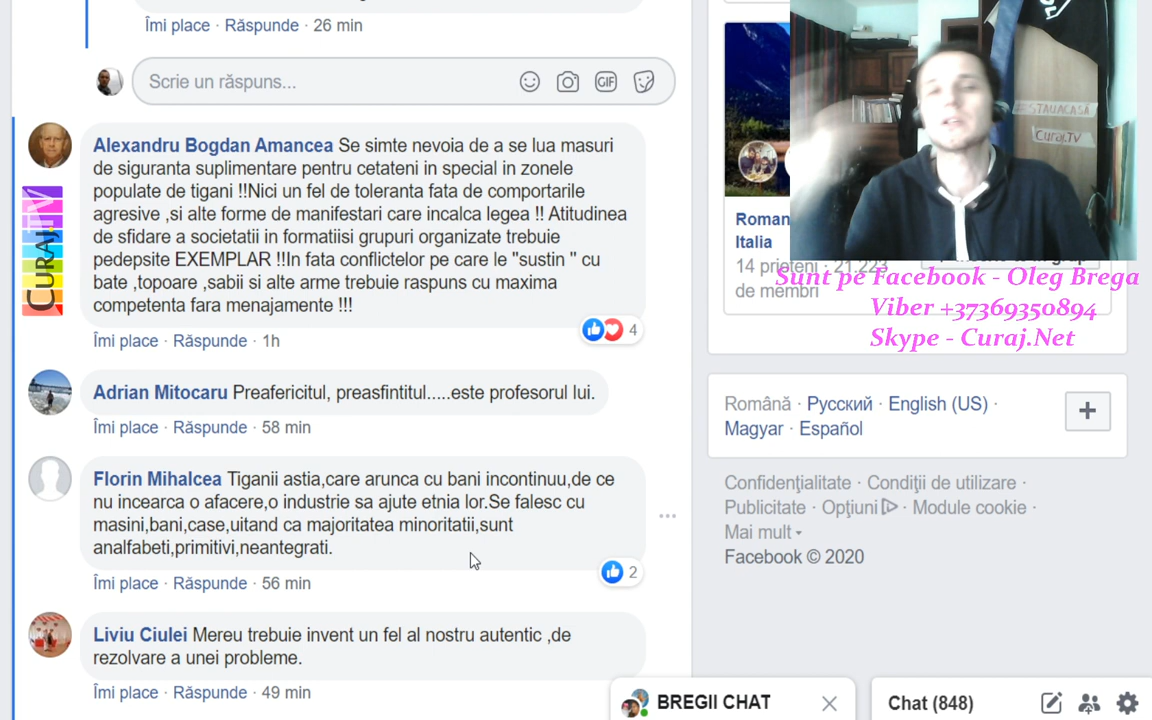 Îmi place · Răspunde · 26 min
Scrie un răspuns...
GIF
Alexandru Bogdan Amancea Se simte nevoia de a se lua masuri
de siguranta suplimentare pentru cetateni in special in zonele
populate de tigani !!Nici un fel de toleranta fata de comportarile
agresive ,si alte forme de manifestari care incalca legea !! Atitudinea
de sfidare a societatii in formatiisi grupuri organizate trebuie
pedepsite EXEMPLAR !!In fata conflictelor pe care le "sustin " cu
bate ,topoare ,sabii si alte arme trebuie raspuns cu maxima
competenta fara menajamente !!!
4
Îmi place · Răspunde · 1h
Adrian Mitocaru Preafericitul, preasfintitul.....este profesorul lui.
Îmi place · Răspunde · 58 min
Florin Mihalcea Tiganii astia,care arunca cu bani incontinuu,de ce
nu incearca o afacere,o industrie sa ajute etnia lor.Se falesc cu
masini,bani,case,uitand ca majoritatea minoritatii,sunt
analfabeti,primitivi,neantegrati.
2
Îmi place · Răspunde · 56 min
Liviu Ciulei Mereu trebuie invent un fel al nostru autentic ,de
rezolvare a unei probleme.
Îmi place · Răspunde · 49 min
CURAJ.TV
#ESTAUACASĂ
Curaj.TV
Roman
Italia
14 prieteni · 21.223
de membri
Sunt pe Facebook - Oleg Brega
Viber +37369350894
Skype - Curaj.Net
Română · Русский · English (US) ·
Magyar · Español
Confidenţialitate · Condiţii de utilizare ·
Publicitate · Opţiuni · Module cookie ·
Mai mult
Facebook © 2020
BREGII CHAT
Chat (848)